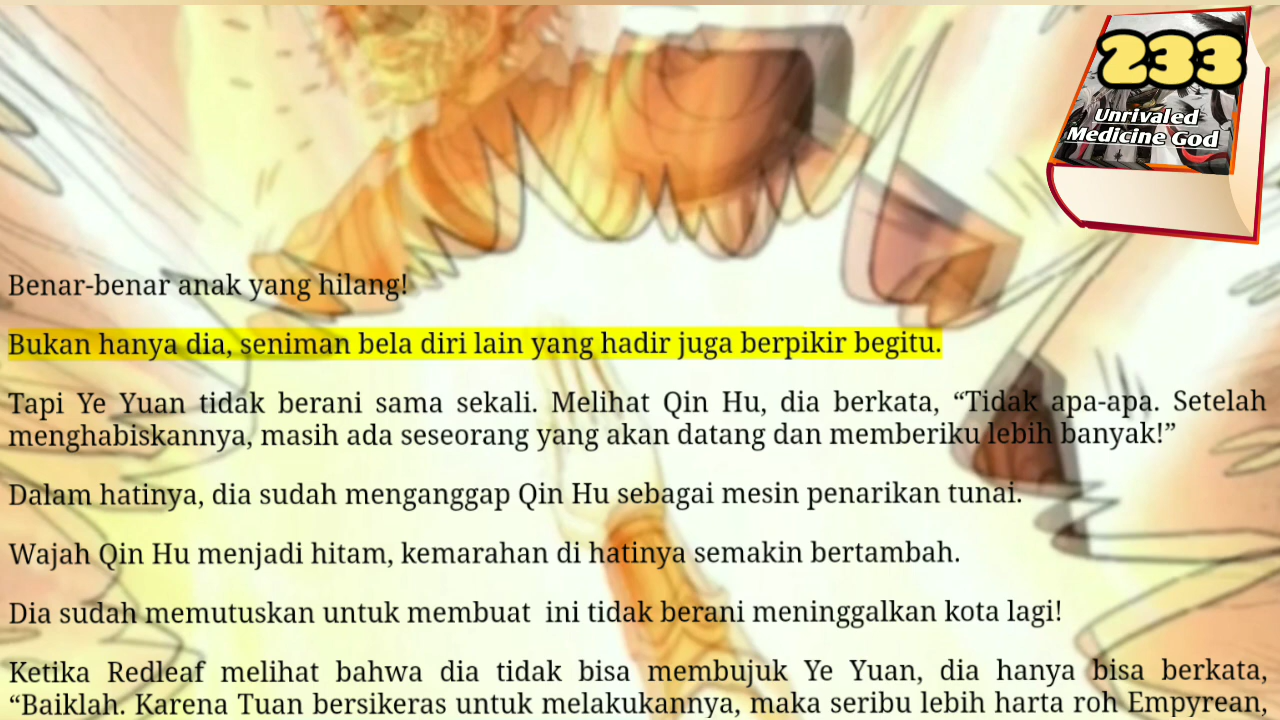 233
Unrivaled
Medicine God
Benar-benar anak yang hilang!
Bukan hanya dia, seniman bela diri lain yang hadir juga berpikir begitu.
Tapi Ye Yuan tidak berani sama sekali. Melihat Qin Hu, dia berkata, “Tidak apa-apa. Setelah
menghabiskannya, masih ada seseorang yang akan datang dan memberiku lebih banyak!”
Dalam hatinya, dia sudah menganggap Qin Hu sebagai mesin penarikan tunai.
Wajah Qin Hu menjadi hitam, kemarahan di hatinya semakin bertambah.
Dia sudah memutuskan untuk membuat  ini tidak berani meninggalkan kota lagi!
Ketika Redleaf melihat bahwa dia tidak bisa membujuk Ye Yuan, dia hanya bisa berkata,
“Baiklah. Karena Tuan bersikeras untuk melakukannya, maka seribu lebih harta roh Empyrean,